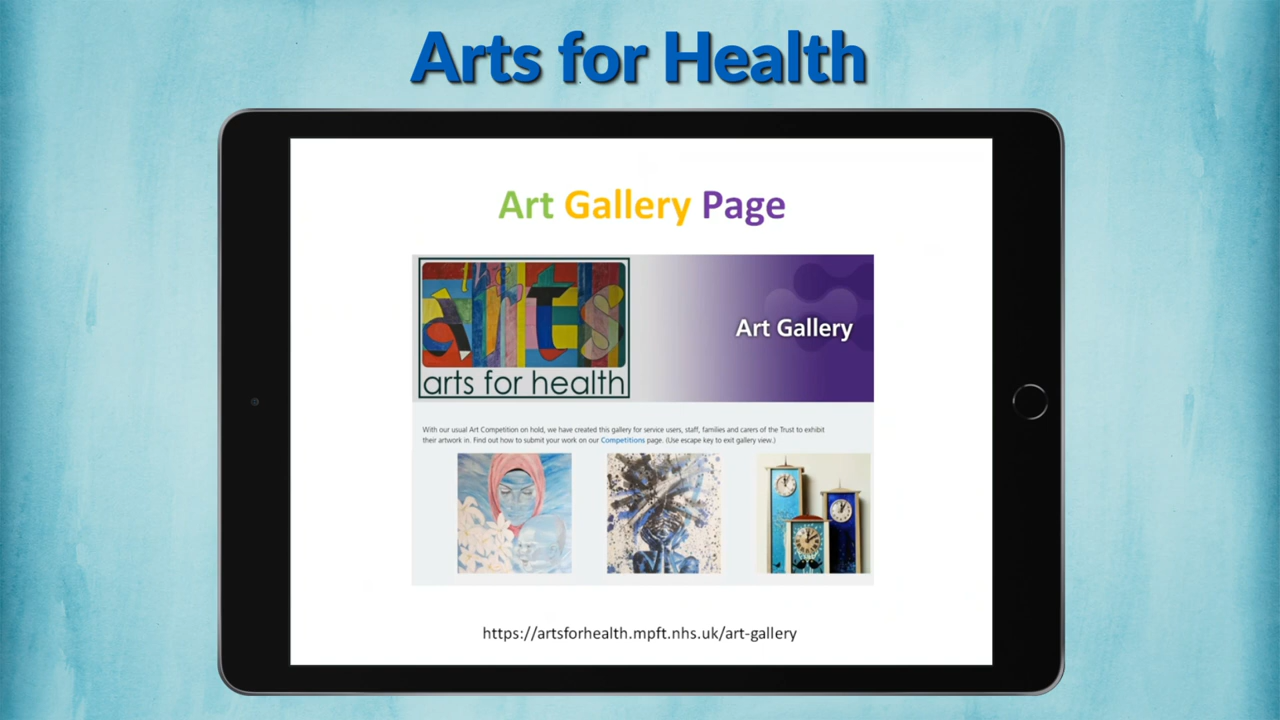 Arts for Health
Art Gallery Page
arts
arts for health
Art Gallery
With our usual Art Competition on hold, we have created this gallery for service users, staff, families and carers of the Trust to exhibit
their artwork in. Find out how to submit your work on our Competitions page. (Use escape key to exit gallery view.)
https://artsforhealth.mpft.nhs.uk/art-gallery